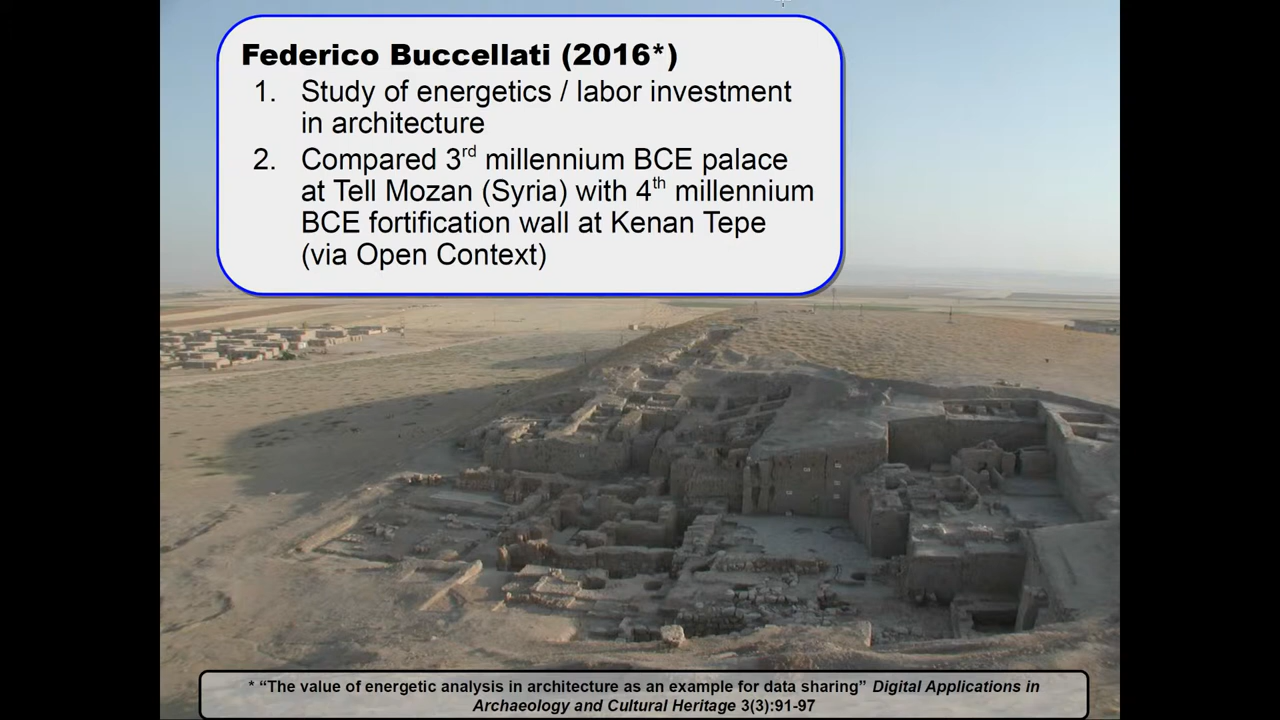 Federico Buccellati (2016*)
1. Study of energetics / labor investment
in architecture
2. Compared 3rd millennium BCE palace
at Tell Mozan (Syria) with 4th millennium
BCE fortification wall at Kenan Tepe
(via Open Context)
* “The value of energetic analysis in architecture as an example for data sharing” Digital Applications in
Archaeology and Cultural Heritage 3(3):91-97